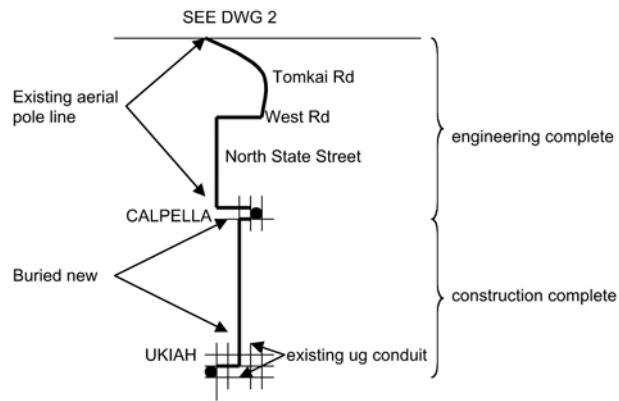 SEE DWG 2
Tomkai Rd
Existing aerial
pole line
West Rd
engineering complete
North State Street
CALPELLA
Buried new
construction complete
UKIAH
existing ug conduit